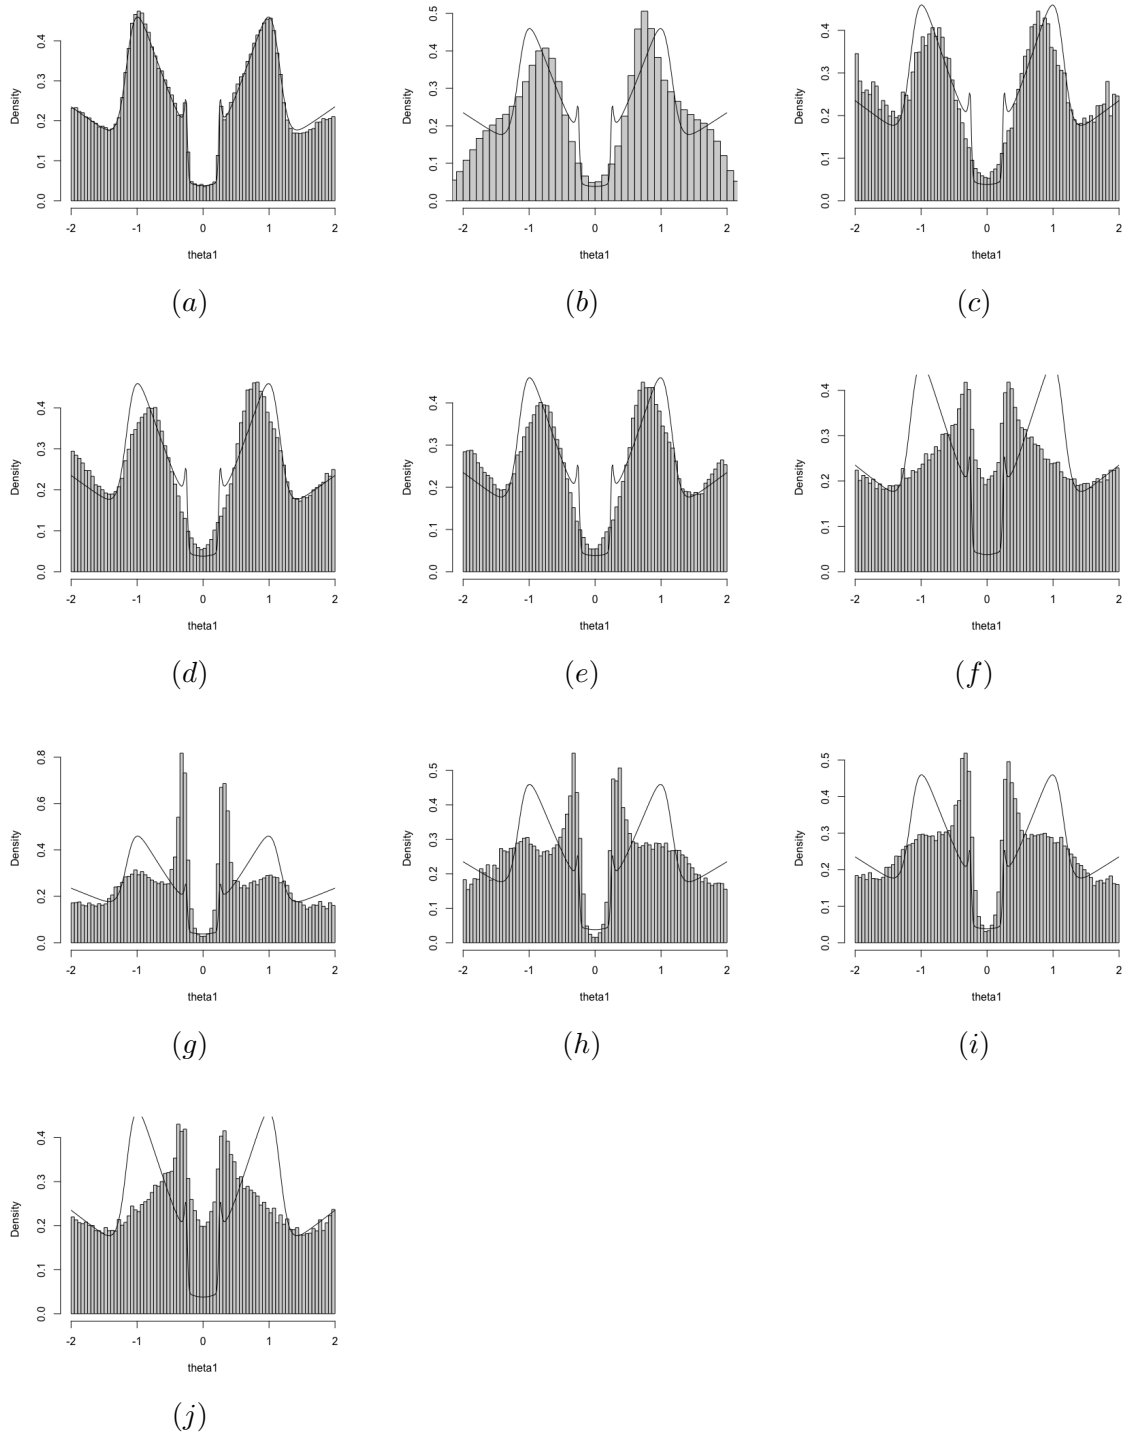 Density 0.0 0.1 0.2 0.3 0.4
-2 -1 0 1 2
theta1
(a)
Density 0.0 0.1 0.2 0.3 0.4 0.5
-2 -1 0 1 2
theta1
(b)
Density 0.0 0.1 0.2 0.3 0.4
-2 -1 0 1 2
theta1
(c)
Density 0.0 0.1 0.2 0.3 0.4
-2 -1 0 1 2
theta1
(d)
Density 0.0 0.1 0.2 0.3 0.4
-2 -1 0 1 2
theta1
(e)
Density 0.0 0.1 0.2 0.3 0.4
-2 -1 0 1 2
theta1
(f)
Density 0.0 0.2 0.4 0.6 0.8
-2 -1 0 1 2
theta1
(g)
Density 0.0 0.1 0.2 0.3 0.4 0.5
-2 -1 0 1 2
theta1
(h)
Density 0.0 0.1 0.2 0.3 0.4 0.5
-2 -1 0 1 2
theta1
(i)
Density 0.0 0.1 0.2 0.3 0.4
-2 -1 0 1 2
theta1
(j)